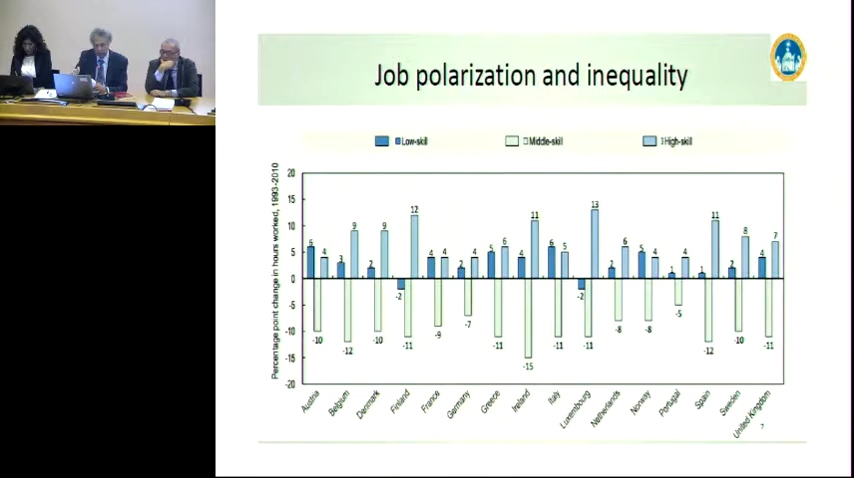 Job polarization and inequality
Low-skill
Middle-skill
High-skill
Percentage point change in hours worked, 1993-2010
20
15
10
5
0
-5
-10
-15
-20
6 -10 4
3 -12 9
2 -10 9
-2 -11 12
4 -9 4
2 -7 4
5 -11 6
4 -15 11
6 -11 5
-2 -11 13
2 -8 6
5 -8 4
1 -5 4
1 -12 11
2 -10 8
4 -11 7
Austria
Belgium
Denmark
Finland
France
Germany
Greece
Ireland
Italy
Luxembourg
Netherlands
Norway
Portugal
Spain
Sweden
United Kingdom
7